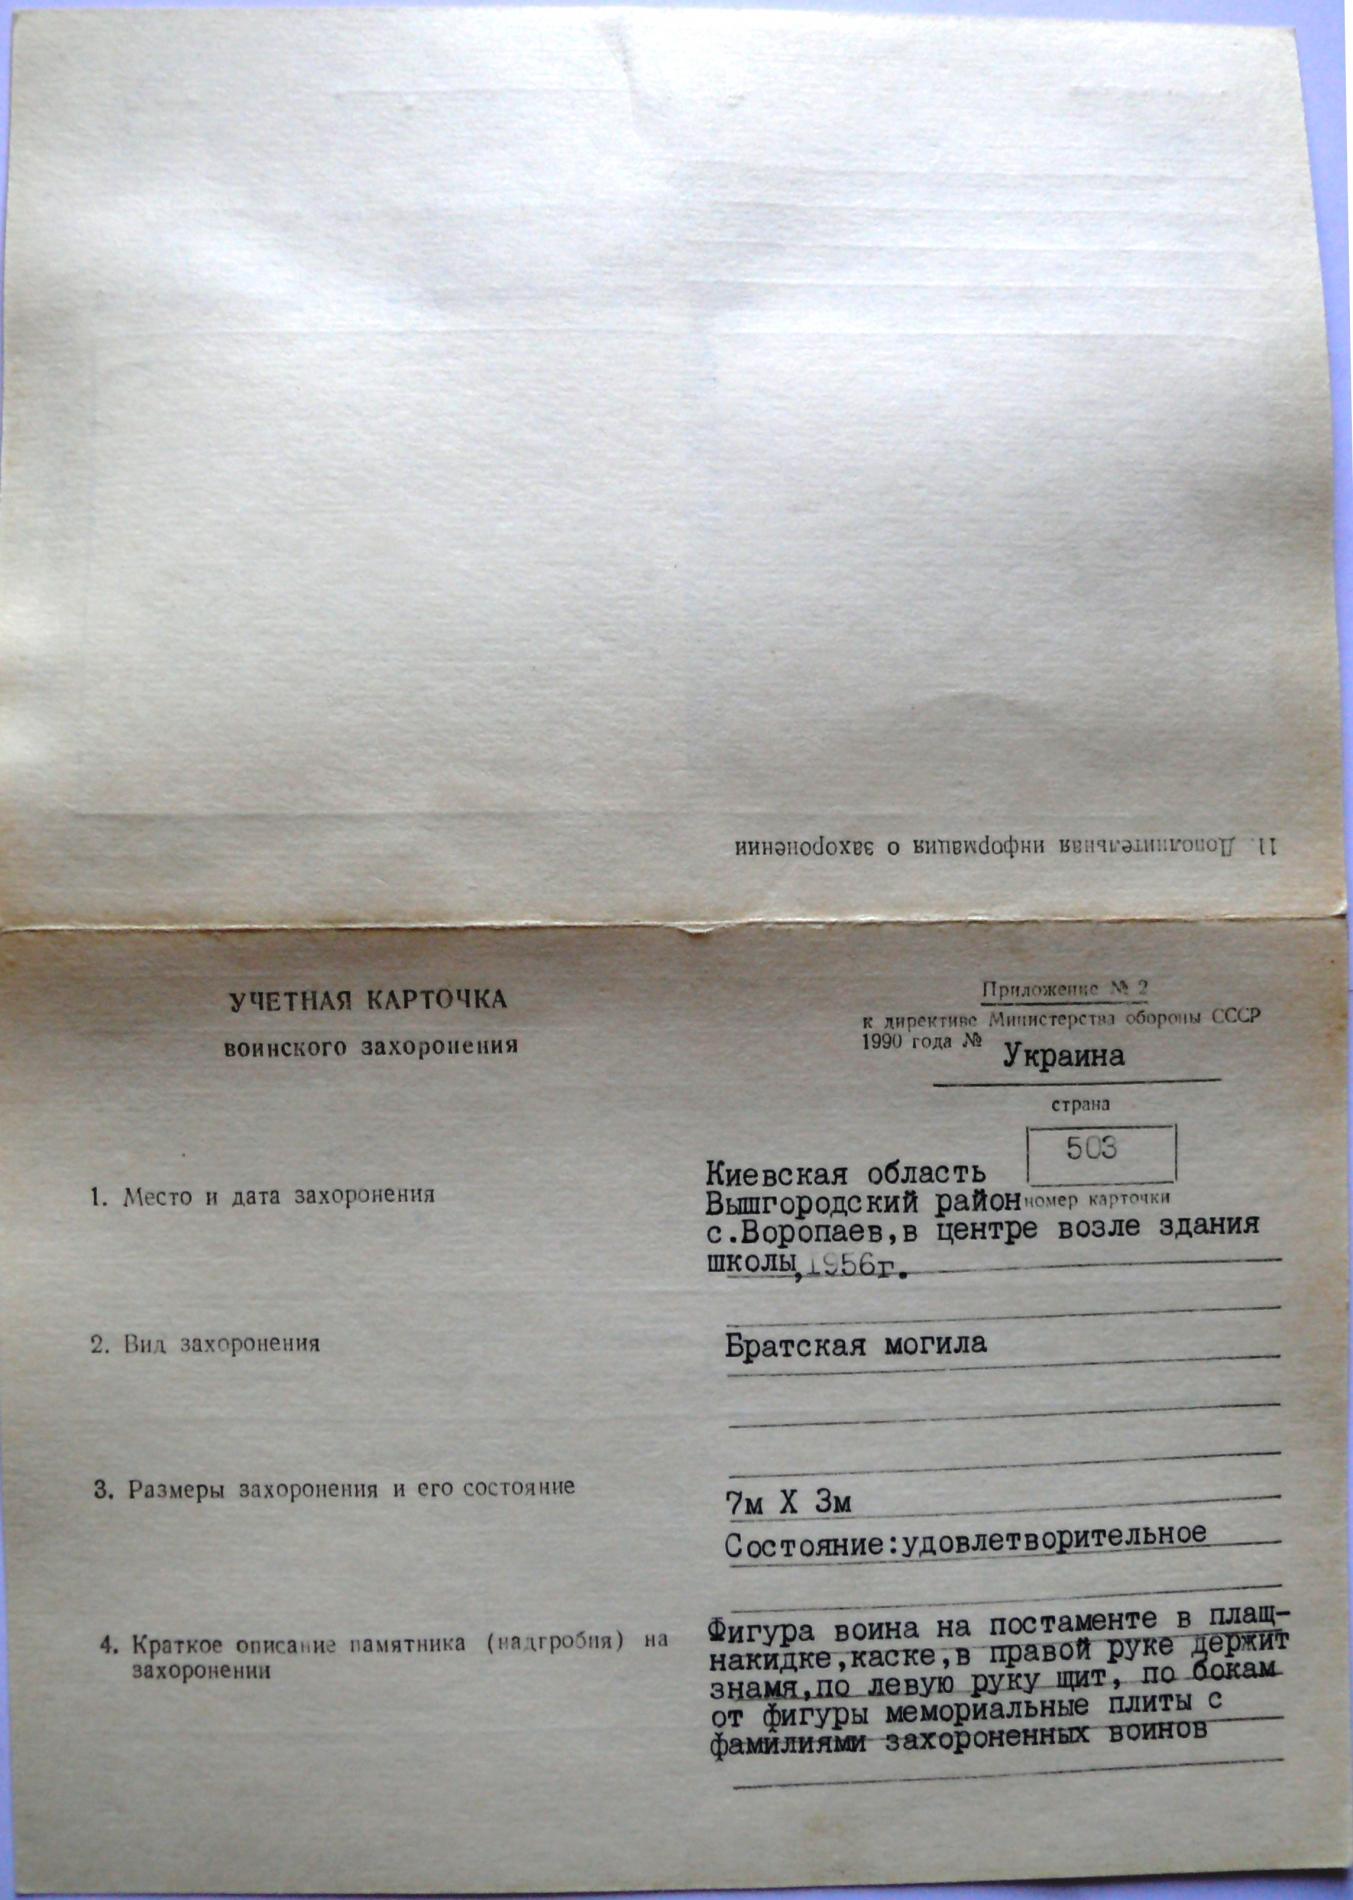 11. Дополнительная информация о захоронении
УЧЕТНАЯ КАРТОЧКА
воинского захоронения
Приложение № 2
к директиве Министерства обороны СССР
1990 года №
Украина
страна
503
номер карточки
1. Место и дата захоронения
Киевская область
Вышгородский район
с.Воропаев,в центре возле здания
школы,1956г.
2. Вид захоронения
Братская могила
3. Размеры захоронения и его состояние
7м Х 3м
Состояние:удовлетворительное
4. Краткое описание памятника (надгробия) на
захоронении
Фигура воина на постаменте в плащ-
накидке,каске,в правой руке держит
знамя,по левую руку щит, по бокам
от фигуры мемориальные плиты с
фамилиями захороненных воинов